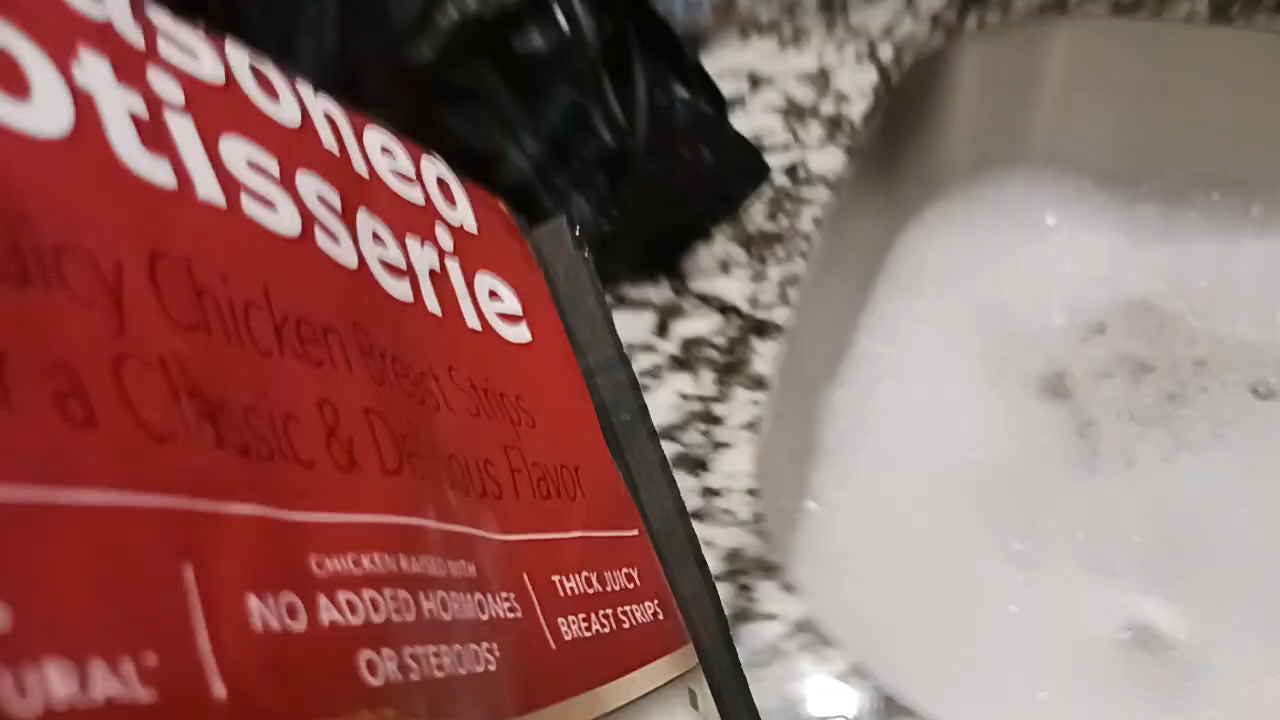 asoned
otisserie
uicy Chicken Breast Strips
r a Classic & Delicious Flavor
URAL
CHICKEN RAISED WITH
NO ADDED HORMONES
OR STEROIDS‡
THICK JUICY
BREAST STRIPS